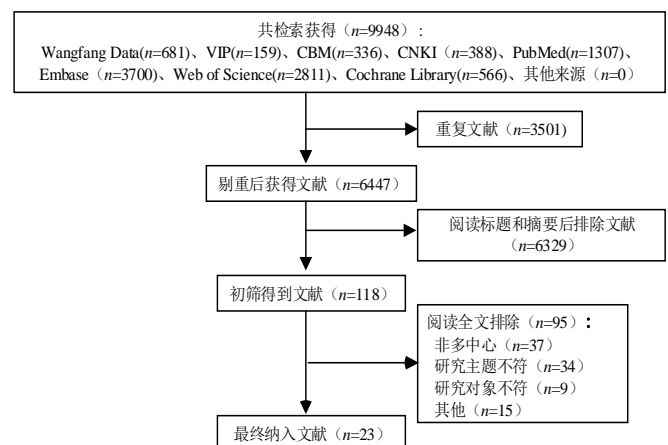 共检索获得（n=9948）:
Wangfang Data(n=681)、VIP(n=159)、CBM(n=336)、CNKI（n=388)、PubMed(n=1307)、
Embase（n=3700)、Web of Science(n=2811)、Cochrane Library(n=566)、其他来源（n=0）
重复文献（n=3501)
剔重后获得文献（n=6447）
阅读标题和摘要后排除文献
（n=6329）
初筛得到文献（n=118）
阅读全文排除（n=95）:
非多中心（n=37）
研究主题不符（n=34）
研究对象不符（n=9）
其他（n=15）
最终纳入文献（n=23）